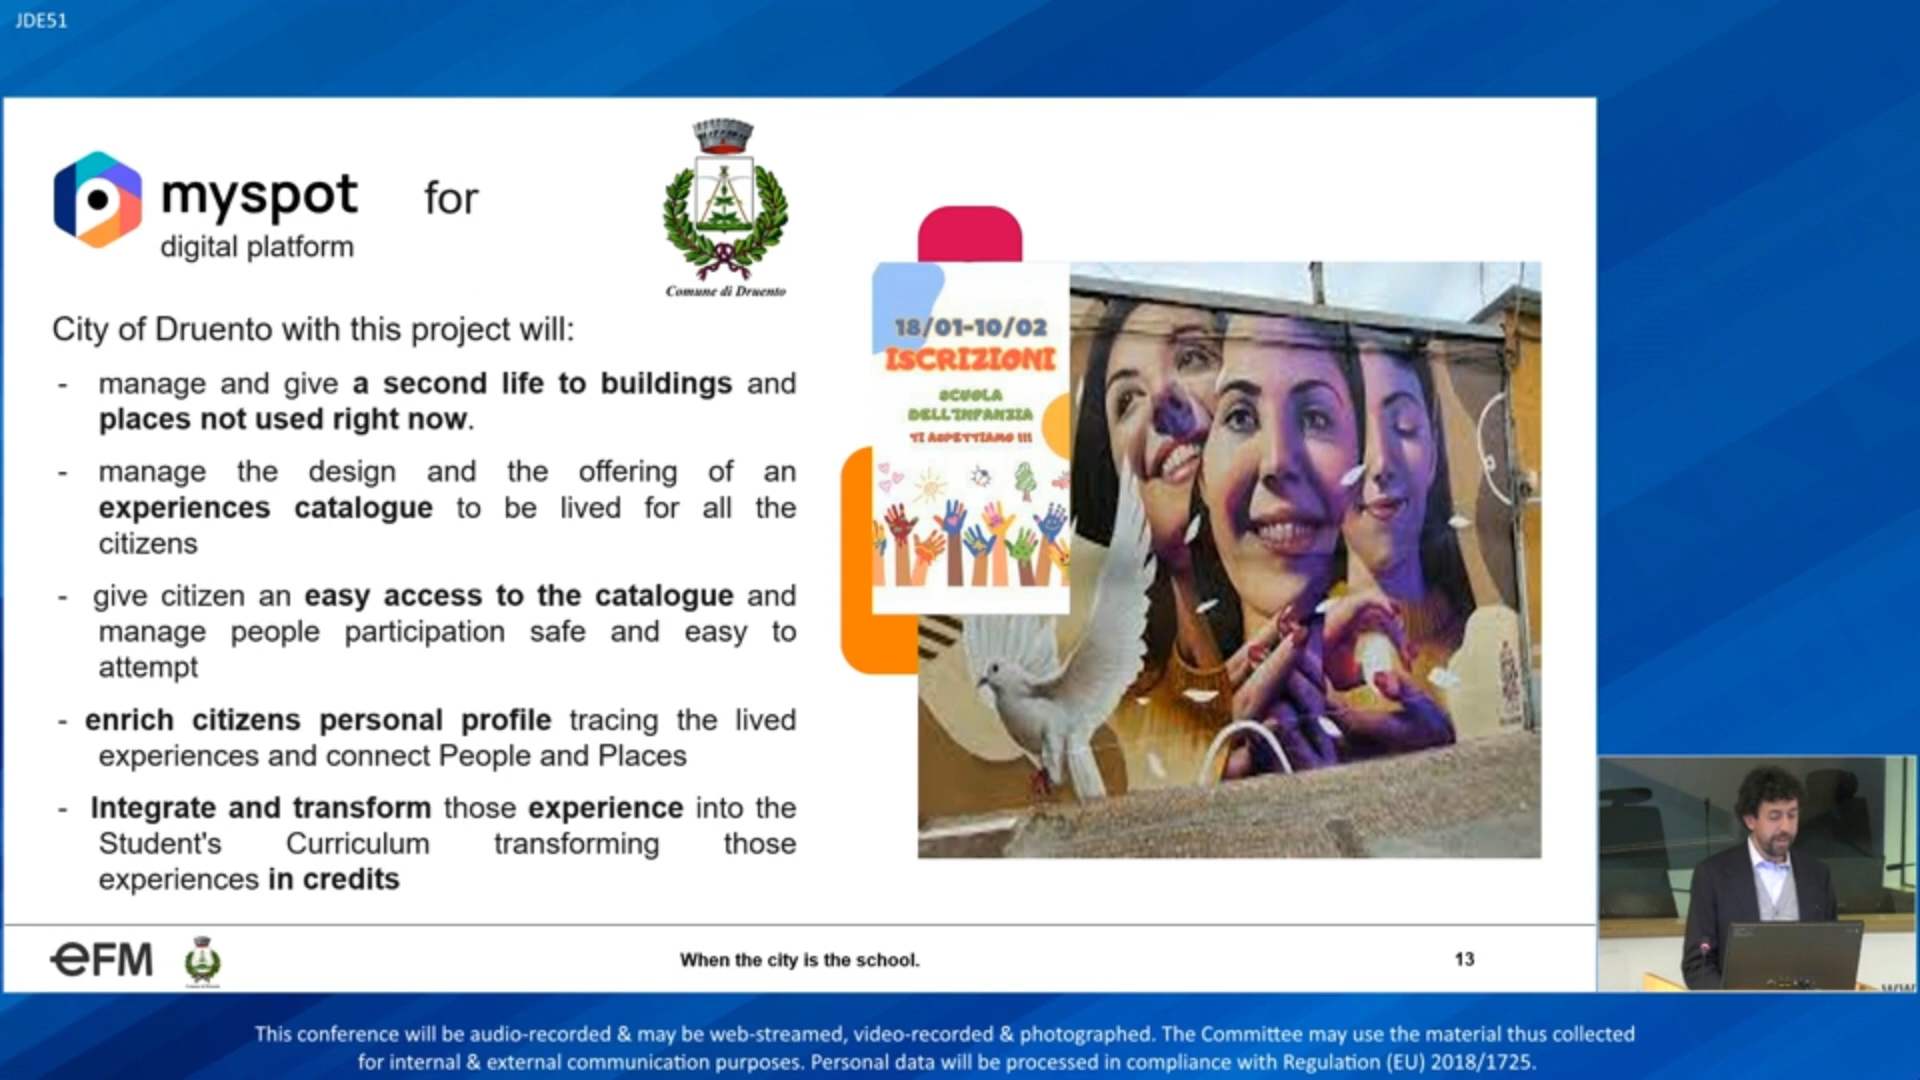 JDE51
myspot for
digital platform
Comune di Druento
City of Druento with this project will:
- manage and give a second life to buildings and
places not used right now.
- manage the design and the offering of an
experiences catalogue to be lived for all the
citizens
- give citizen an easy access to the catalogue and
manage people participation safe and easy to
attempt
- enrich citizens personal profile tracing the lived
experiences and connect People and Places
- Integrate and transform those experience into the
Student's Curriculum transforming those
experiences in credits
18/01-10/02
ISCRIZIONI
SCUOLA
DELL'INFANZIA
TI ASPETTIAMO !!!
eFM
When the city is the school.
13
This conference will be audio-recorded & may be web-streamed, video-recorded & photographed. The Committee may use the material thus collected
for internal & external communication purposes. Personal data will be processed in compliance with Regulation (EU) 2018/1725.